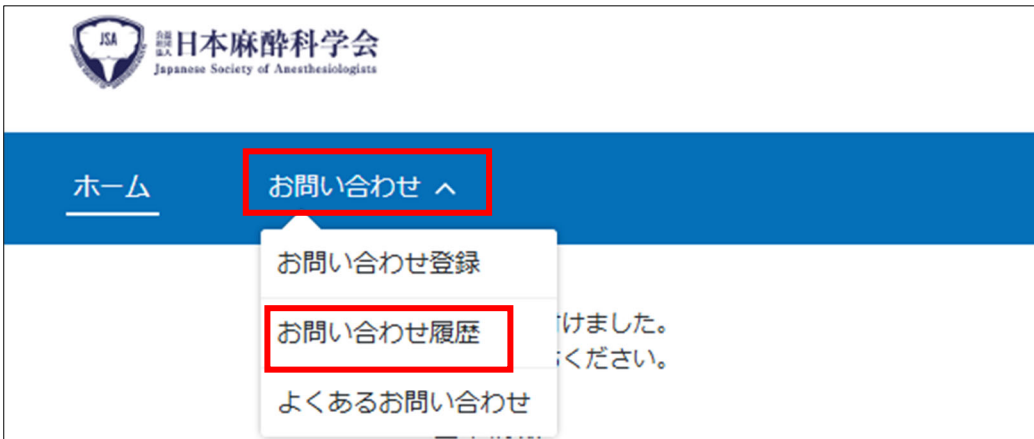 JSA
公益社団法人 日本麻酔科学会
Japanese Society of Anesthesiologists
ホーム
お問い合わせ
お問い合わせ登録
お問い合わせ履歴
けました。
ください。
よくあるお問い合わせ